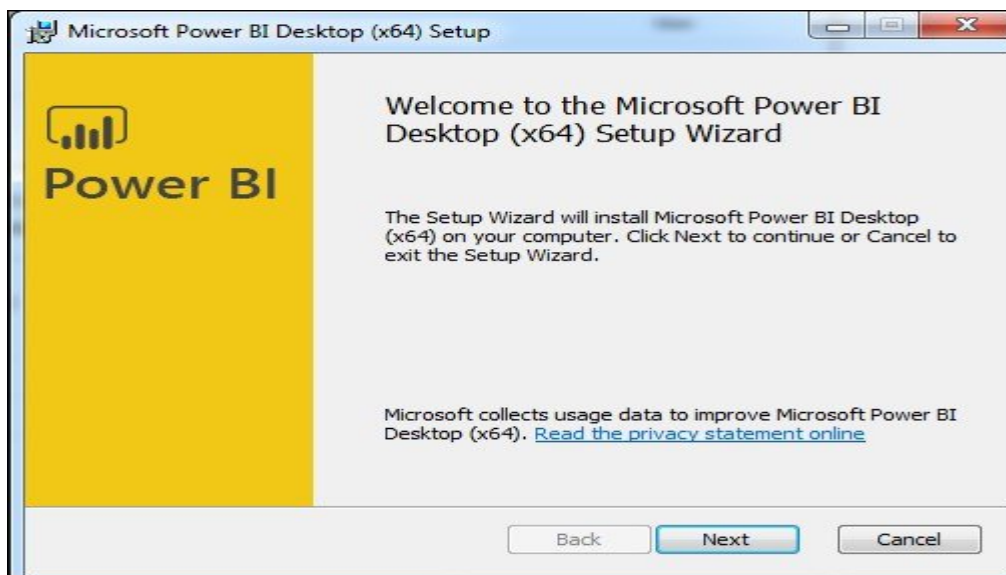 Microsoft Power BI Desktop (x64) Setup
Power BI
Welcome to the Microsoft Power BI
Desktop (x64) Setup Wizard
The Setup Wizard will install Microsoft Power BI Desktop
(x64) on your computer. Click Next to continue or Cancel to
exit the Setup Wizard.
Microsoft collects usage data to improve Microsoft Power BI
Desktop (x64). Read the privacy statement online
Back Next Cancel